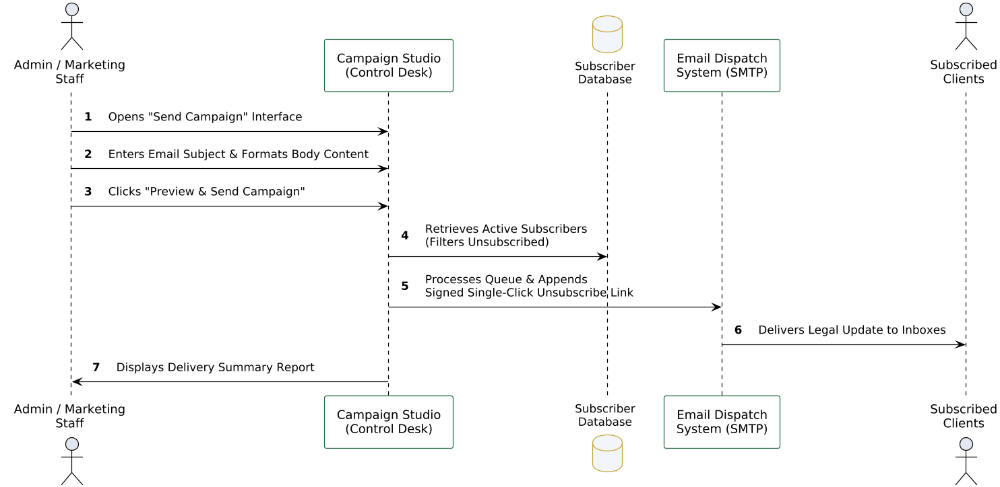 Admin / Marketing
Staff
Campaign Studio
(Control Desk)
Subscriber
Database
Email Dispatch
System (SMTP)
Subscribed
Clients
1 Opens "Send Campaign" Interface
2 Enters Email Subject & Formats Body Content
3 Clicks "Preview & Send Campaign"
4 Retrieves Active Subscribers
(Filters Unsubscribed)
5 Processes Queue & Appends
Signed Single-Click Unsubscribe Link
6 Delivers Legal Update to Inboxes
7 Displays Delivery Summary Report
Admin / Marketing
Staff
Campaign Studio
(Control Desk)
Subscriber
Database
Email Dispatch
System (SMTP)
Subscribed
Clients